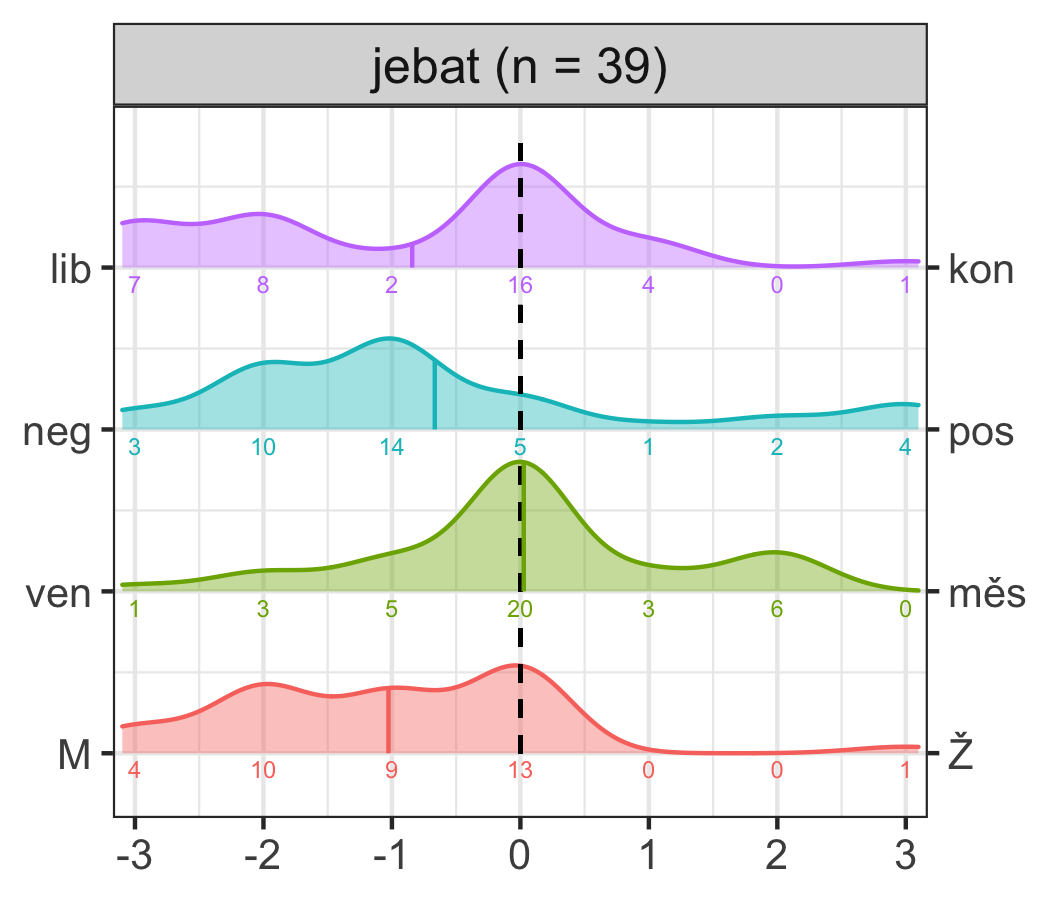 jebat (n = 39)
lib kon
7 8 2 16 4 0 1
neg pos
3 10 14 5 1 2 4
ven měs
1 3 5 20 3 6 0
M Ž
4 10 9 13 0 0 1
-3 -2 -1 0 1 2 3